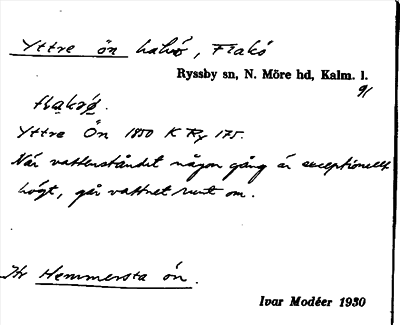 Yttre ön halvö, Flakö
Ryssby sn, N. Möre hd, Kalm. l.
91
flakö.
Yttre Ön 1850 K Ry 175.
När vattenståndet någon gång är exceptionellt
högt, går vattnet runt om.
Jfr Hemmersta ön.
Ivar Modéer 1930